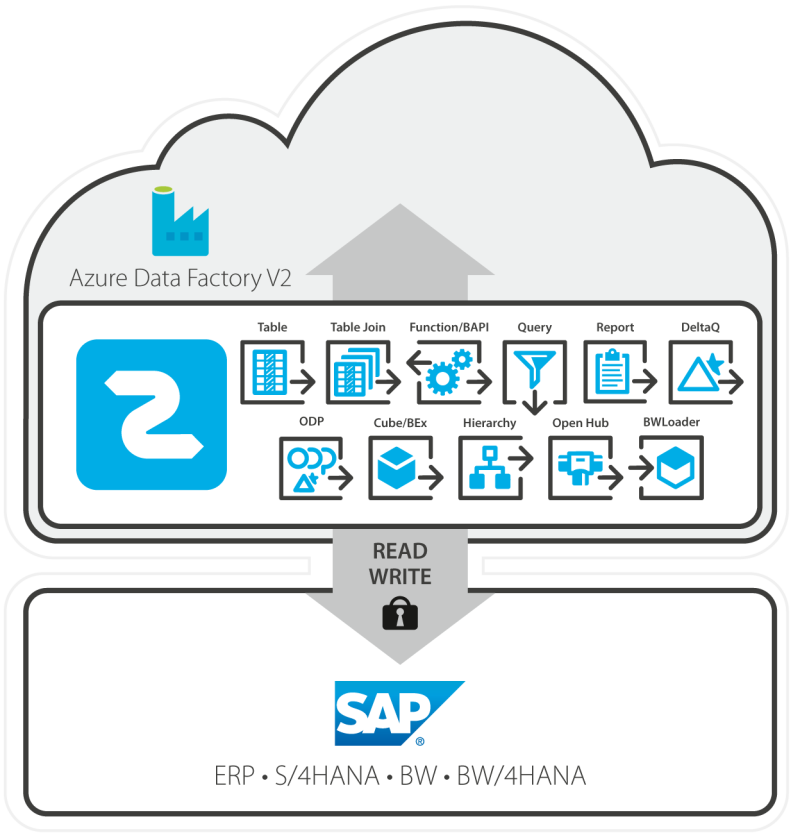 Azure Data Factory V2
Table Table Join Function/BAPI Query Report DeltaQ
ODP Cube/BEx Hierarchy Open Hub BWLoader
ODP
READ
WRITE
SAP®
ERP • S/4HANA • BW • BW/4HANA